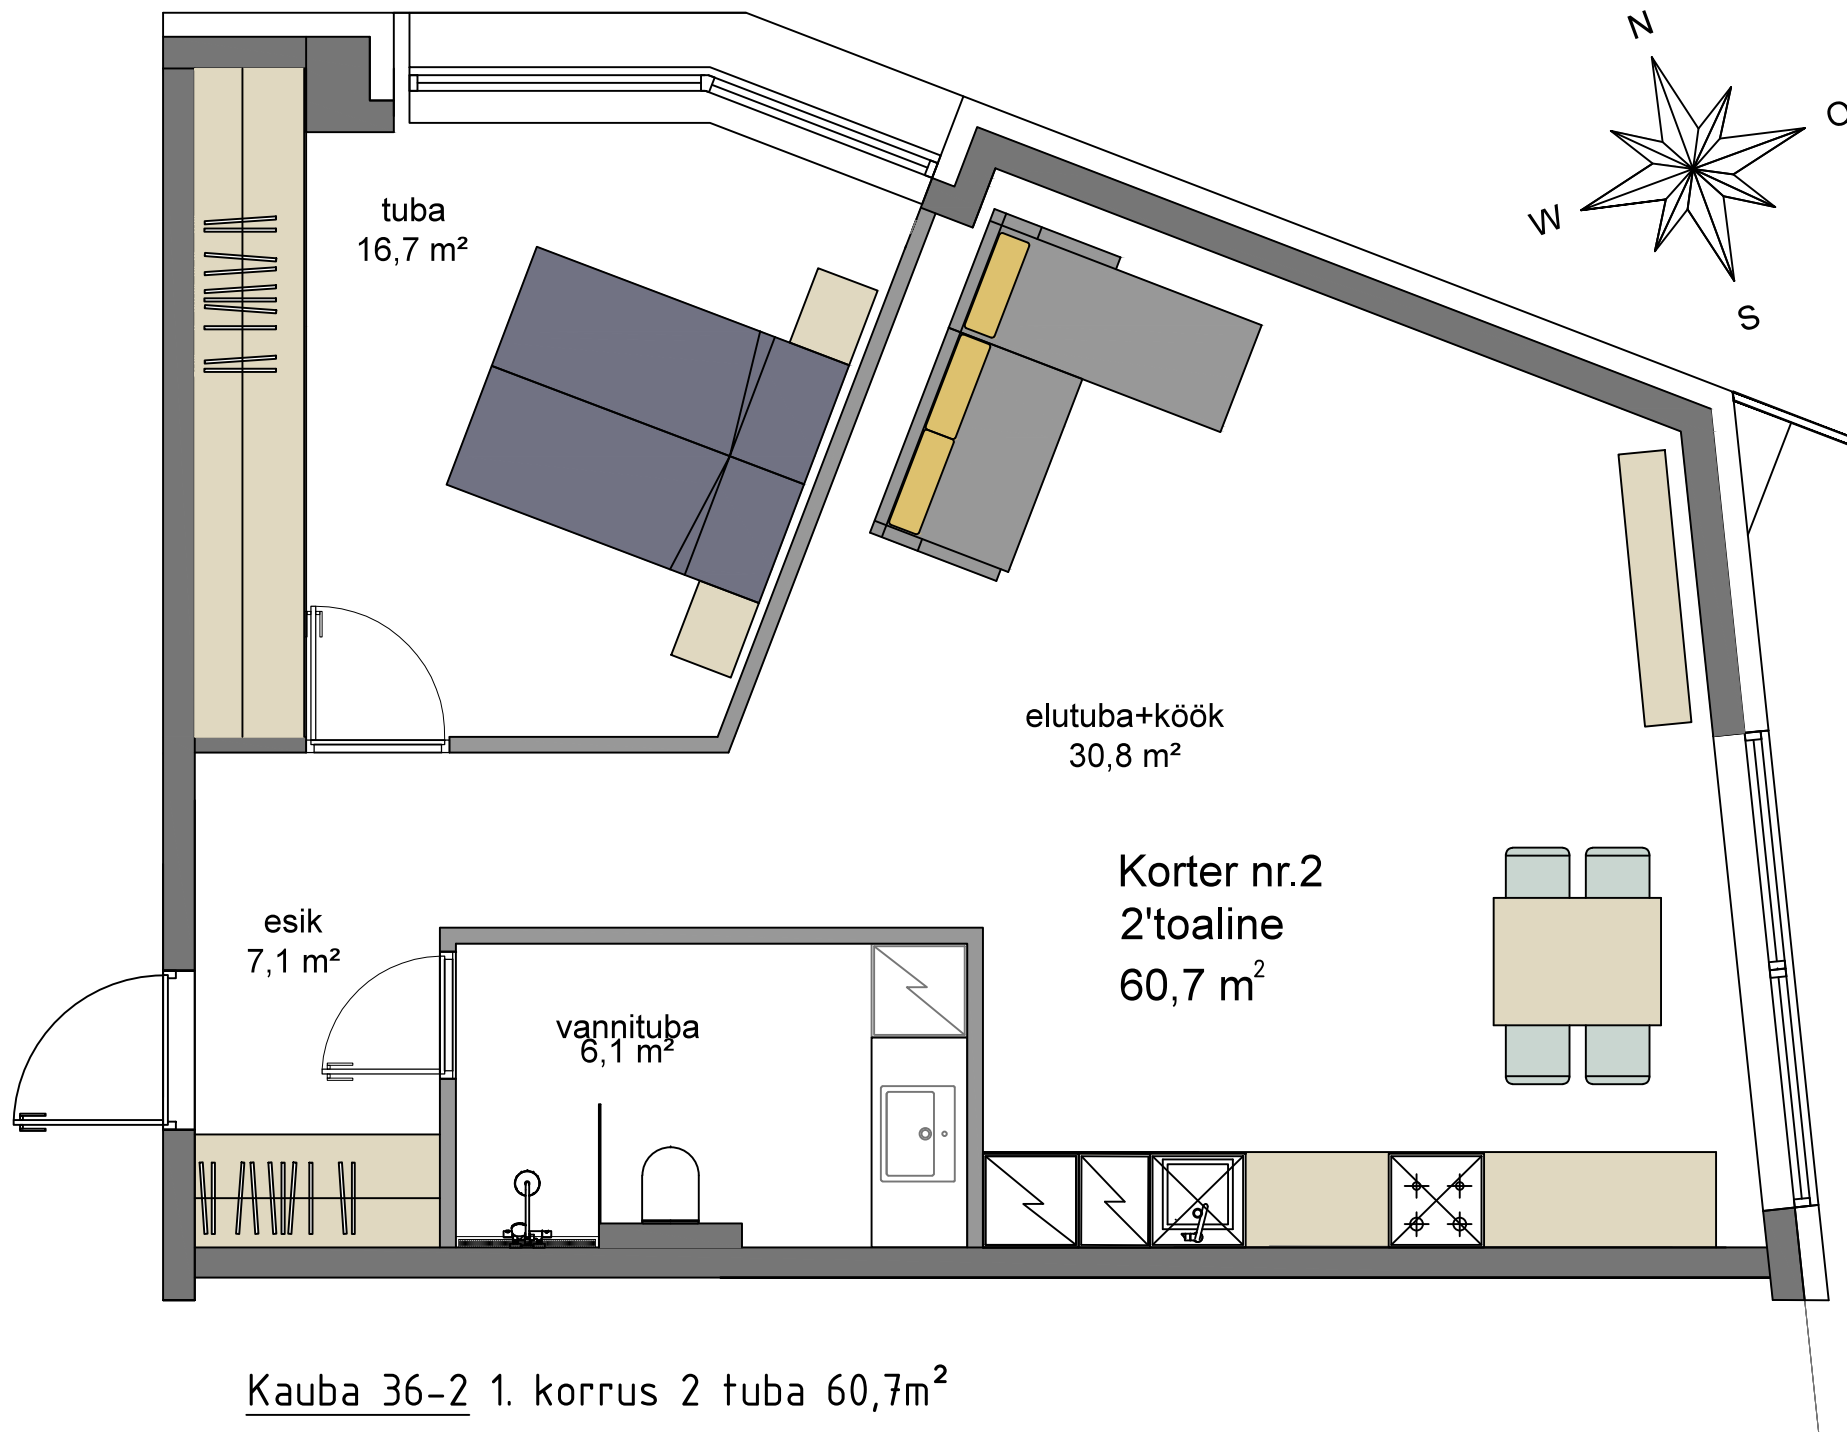 N
O
W
S
tuba
16,7 m²
elutuba+köök
30,8 m²
Korter nr.2
2'toaline
60,7 m²
esik
7,1 m²
vannituba
6,1 m²
Kauba 36-2 1. korrus 2 tuba 60,7m²